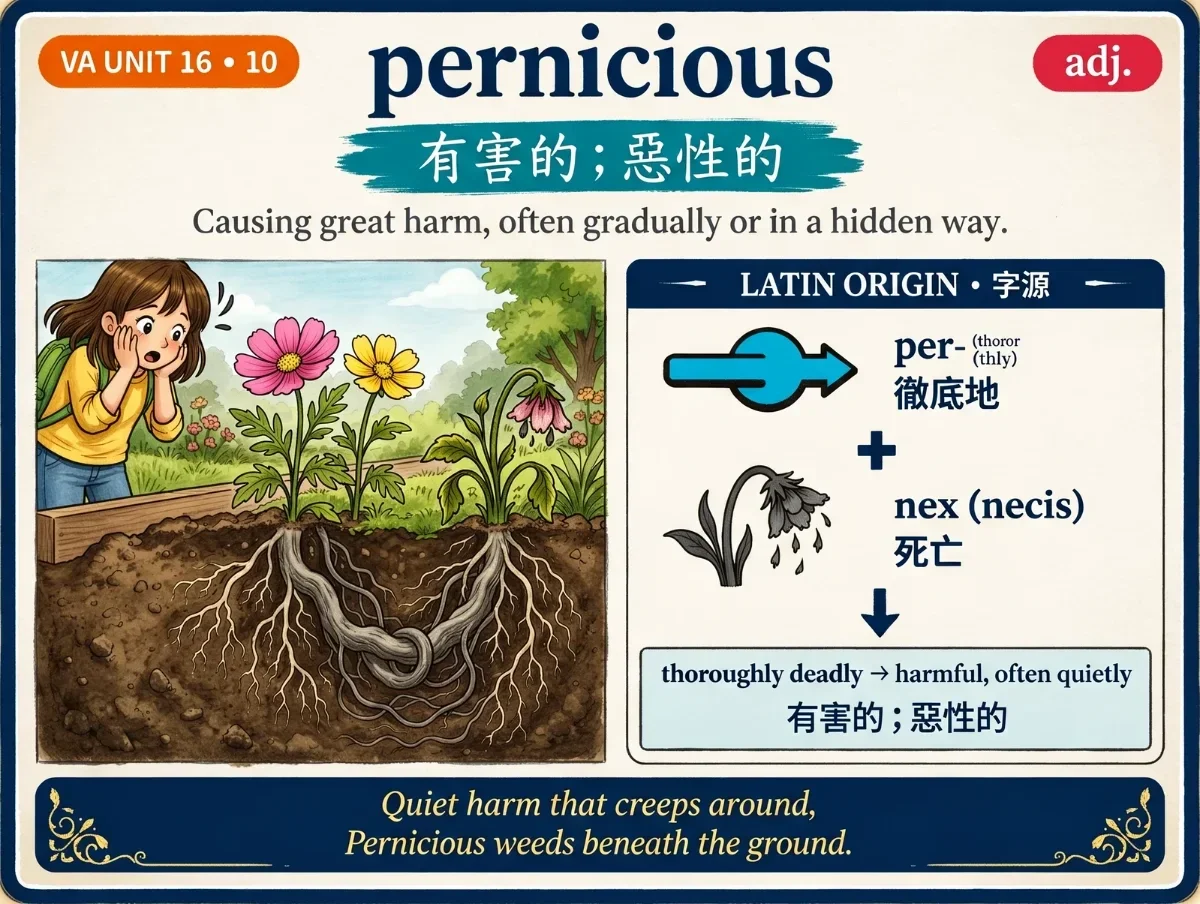 VA UNIT 16 • 10
pernicious
adj.
有害的；惡性的
Causing great harm, often gradually or in a hidden way.
LATIN ORIGIN • 字源
per- (thoror
(thly)
徹底地
+
nex (necis)
死亡
thoroughly deadly → harmful, often quietly
有害的；惡性的
Quiet harm that creeps around,
Pernicious weeds beneath the ground.